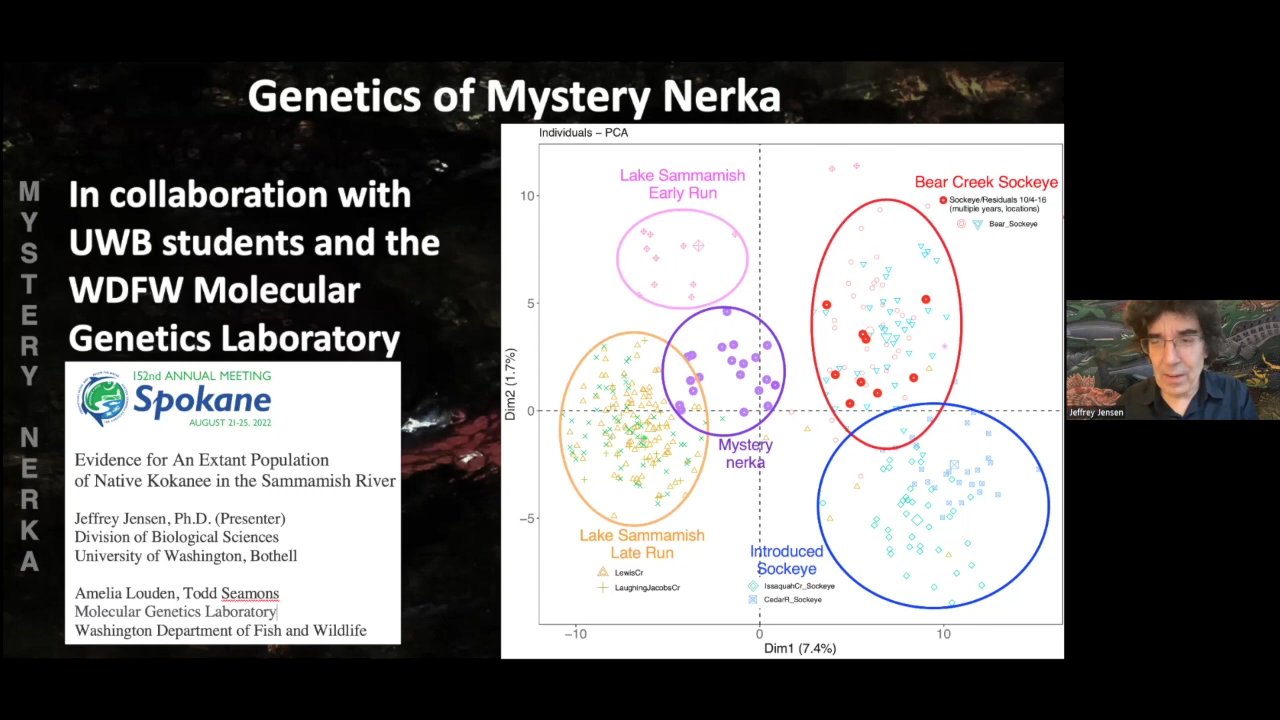 Genetics of Mystery Nerka
MYSTERY NERKA
In collaboration with
UWB students and the
WDFW Molecular
Genetics Laboratory
152nd ANNUAL MEETING
Spokane
AUGUST 21-25, 2022
Evidence for An Extant Population
of Native Kokanee in the Sammamish River
Jeffrey Jensen, Ph.D. (Presenter)
Division of Biological Sciences
University of Washington, Bothell
Amelia Louden, Todd Seamons
Molecular Genetics Laboratory
Washington Department of Fish and Wildlife
Individuals – PCA
Lake Sammamish
Early Run
Bear Creek Sockeye
Sockeye/Residuals 10/4-16
(multiple years, locations)
Bear_Sockeye
Mystery
nerka
Lake Sammamish
Late Run
LewisCr
LaughingJacobsCr
Introduced
Sockeye
IssaquahCr_Sockeye
CedarR_Sockeye
10
5
0
−5
Dim2 (1.7%)
−10
0
10
Dim1 (7.4%)
Jeffrey Jensen